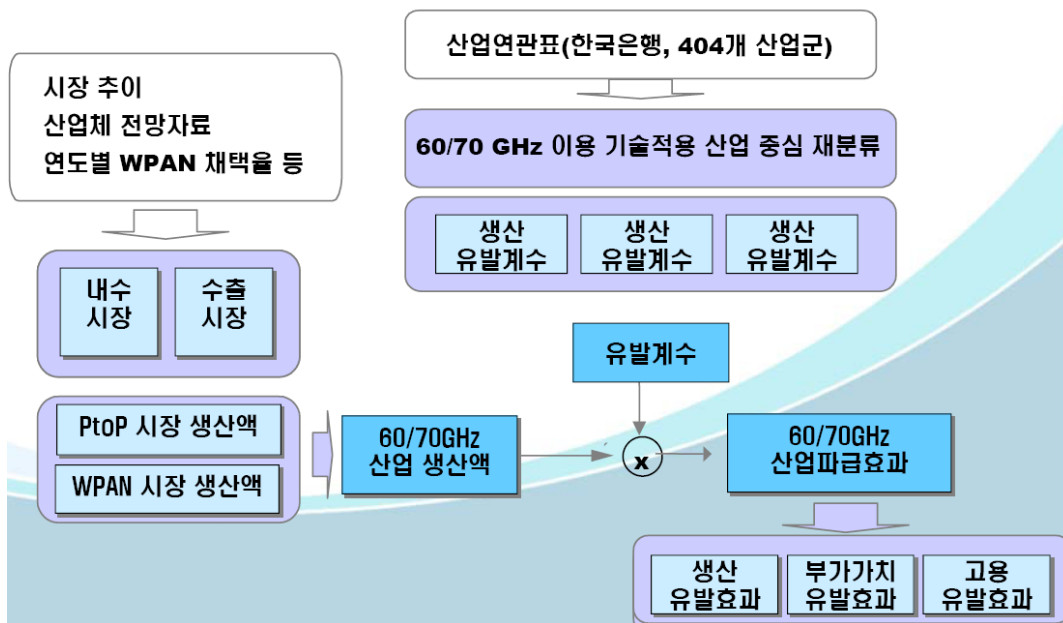 산업연관표(한국은행, 404개 산업군)
시장 추이
산업체 전망자료
연도별 WPAN 채택율 등
60/70 GHz 이용 기술적용 산업 중심 재분류
생산
유발계수
생산
유발계수
생산
유발계수
내수
시장
수출
시장
유발계수
PtoP 시장 생산액
WPAN 시장 생산액
60/70GHz
산업 생산액
x
60/70GHz
산업파급효과
생산
유발효과
부가가치
유발효과
고용
유발효과